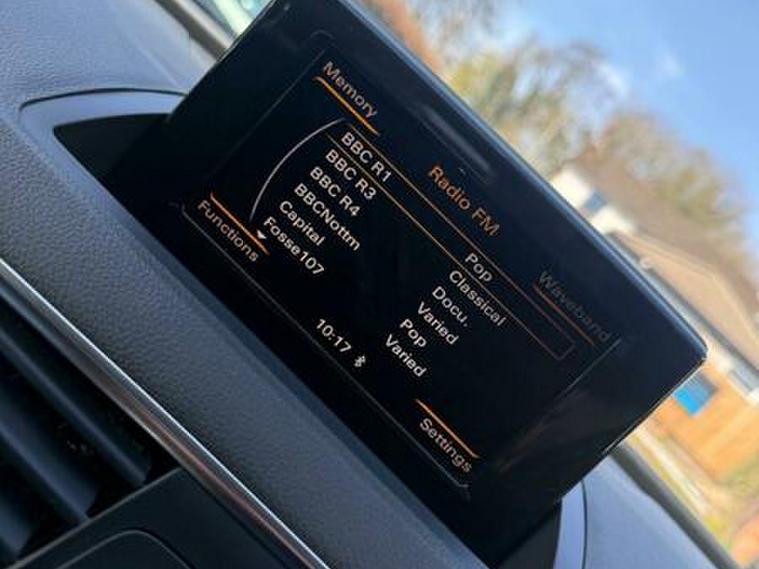 Memory
Radio FM
Waveband
BBC R1 Pop
BBC R3 Classical
BBC R4 Docu.
BBCNottm Varied
Capital Pop
Fosse107 Varied
Functions
10:17
Settings